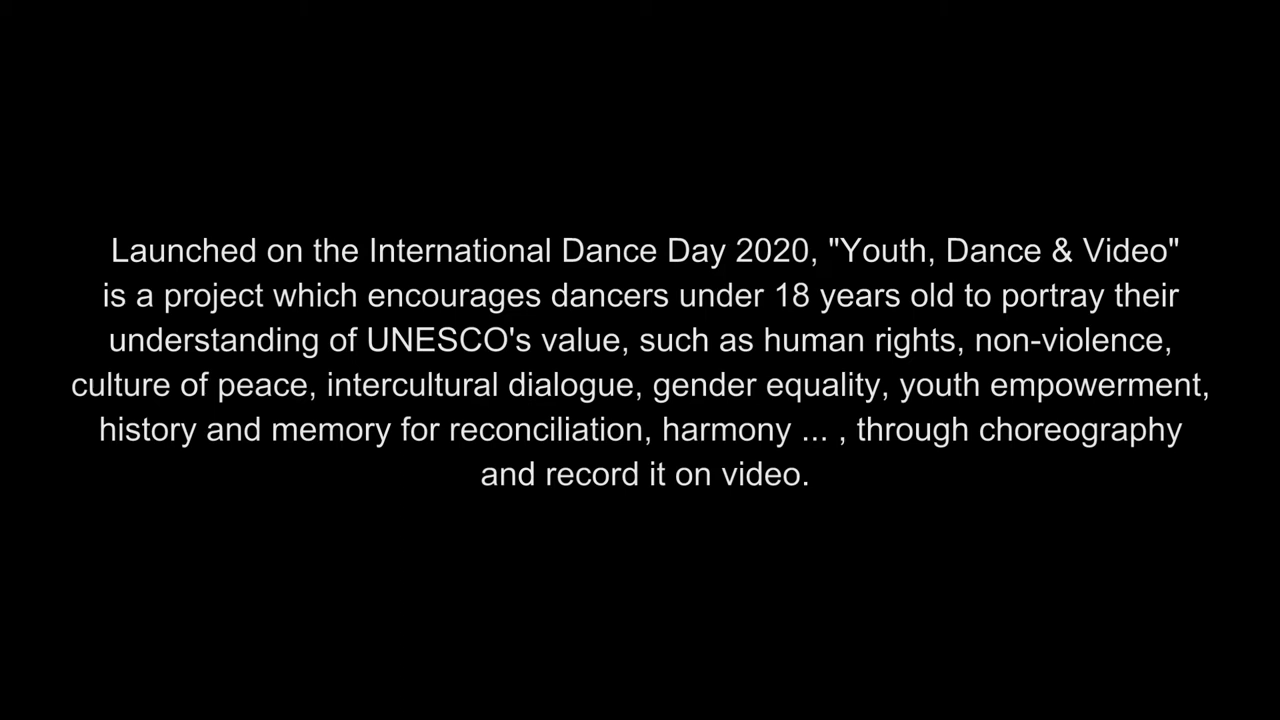 Launched on the International Dance Day 2020, "Youth, Dance & Video"
is a project which encourages dancers under 18 years old to portray their
understanding of UNESCO's value, such as human rights, non-violence,
culture of peace, intercultural dialogue, gender equality, youth empowerment,
history and memory for reconciliation, harmony ... , through choreography
and record it on video.